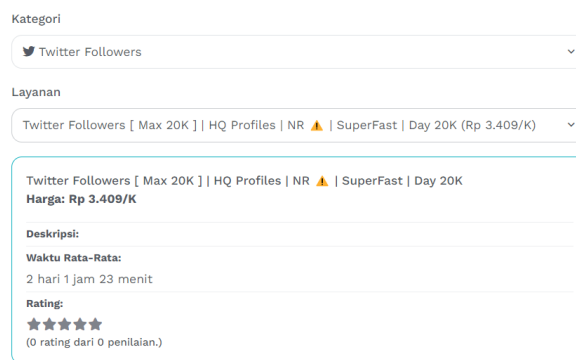 Kategori
Twitter Followers
Layanan
Twitter Followers [ Max 20K ] | HQ Profiles | NR ⚠️ | SuperFast | Day 20K (Rp 3.409/K)
Twitter Followers [ Max 20K ] | HQ Profiles | NR ⚠️ | SuperFast | Day 20K
Harga: Rp 3.409/K
Deskripsi:
Waktu Rata-Rata:
2 hari 1 jam 23 menit
Rating:
(0 rating dari 0 penilaian.)